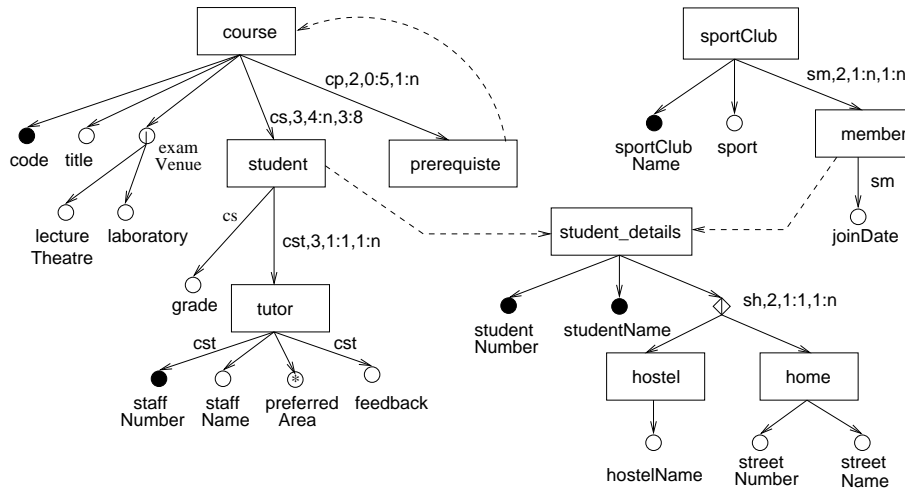 course
sportClub
cp,2,0:5,1:n
sm,2,1:n,1:n
cs,3,4:n,3:8
code
title
exam
Venue
student
prerequiste
sportClub
Name
sport
member
sm
lecture
Theatre
laboratory
cs
cst,3,1:1,1:n
student_details
joinDate
grade
tutor
student
Number
studentName
sh,2,1:1,1:n
cst
cst
*
staff
Number
staff
Name
preferred
Area
feedback
hostel
home
hostelName
street
Number
street
Name